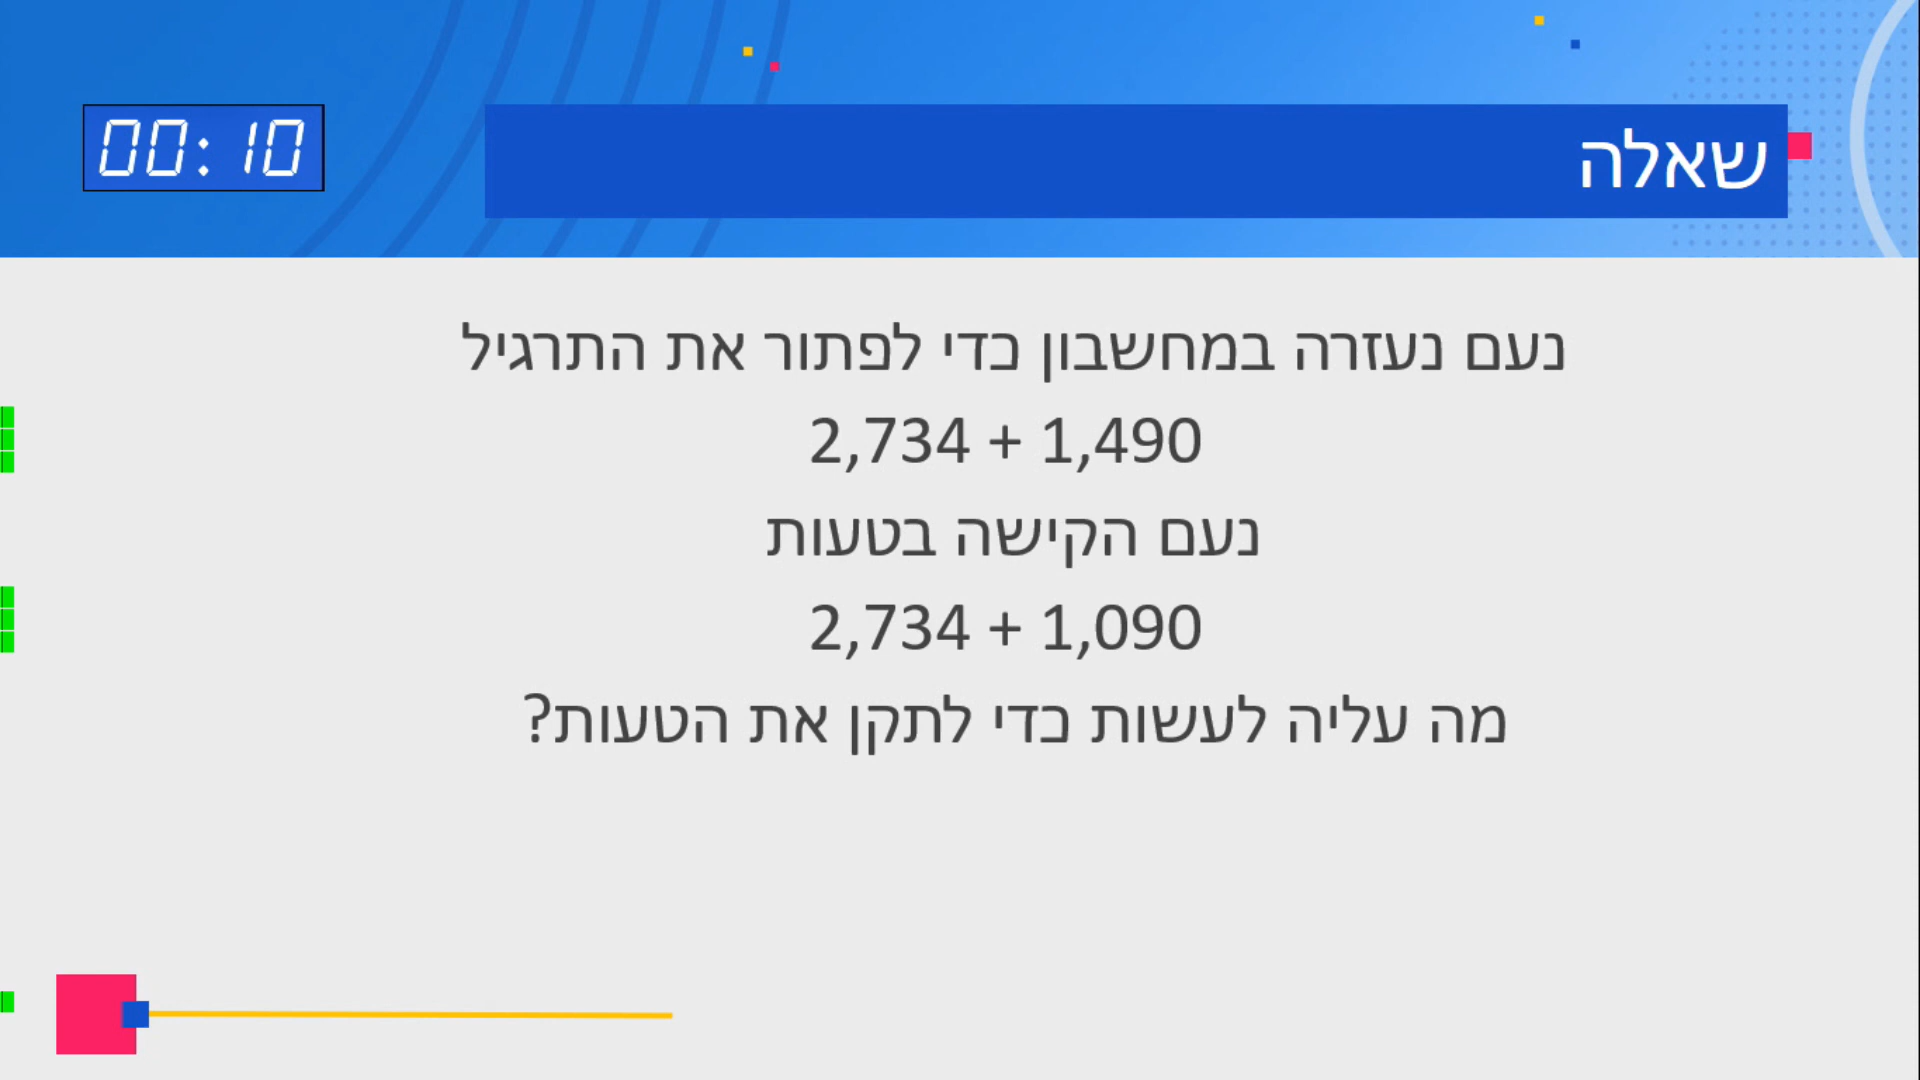 שאלה
00:10
נעם נעזרה במחשבון כדי לפתור את התרגיל
2,734 + 1,490
נעם הקישה בטעות
2,734 + 1,090
מה עליה לעשות כדי לתקן את הטעות?